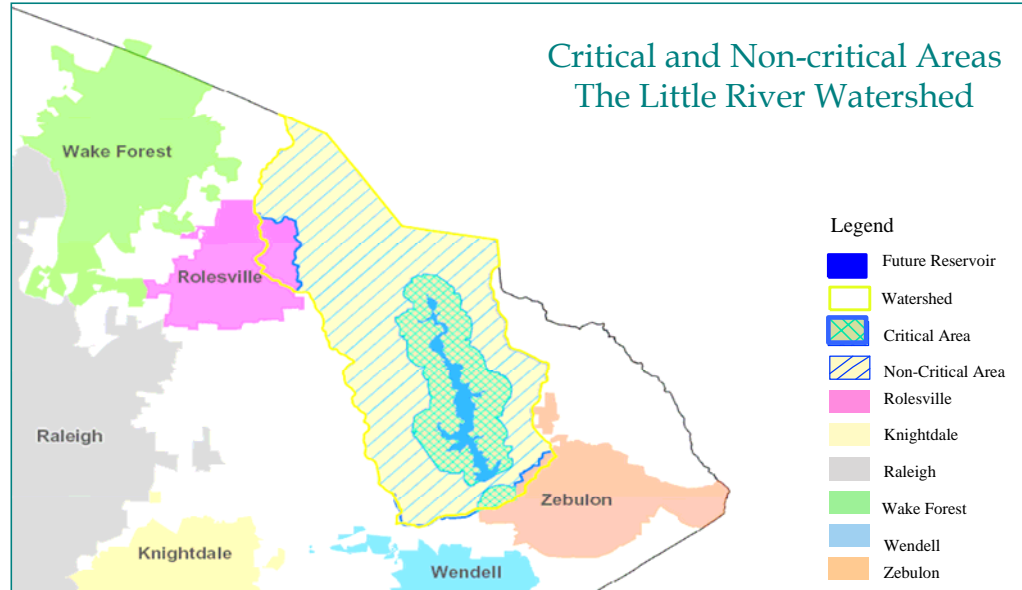 Critical and Non-critical Areas
The Little River Watershed
Wake Forest
Rolesville
Raleigh
Knightdale
Wendell
Zebulon
Legend
Future Reservoir
Watershed
Critical Area
Non-Critical Area
Rolesville
Knightdale
Raleigh
Wake Forest
Wendell
Zebulon